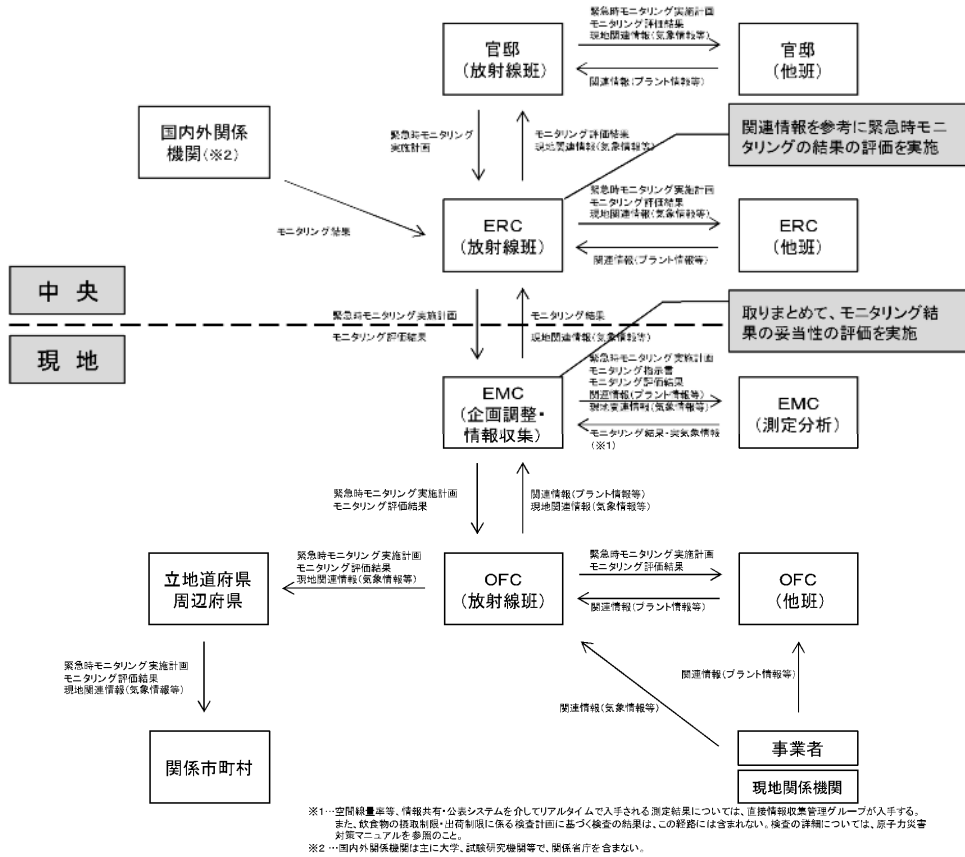 緊急時モニタリング実施計画
モニタリング評価結果
現地関連情報(気象情報等)
官邸
(放射線班)
官邸
(他班)
関連情報(プラント情報等)
国内外関係
機関(※2)
緊急時モニタリング
実施計画
モニタリング評価結果
現地関連情報(気象情報等)
関連情報を参考に緊急時モニ
タリングの結果の評価を実施
モニタリング結果
緊急時モニタリング実施計画
モニタリング評価結果
現地関連情報(気象情報等)
ERC
(放射線班)
ERC
(他班)
関連情報(プラント情報等)
中 央
緊急時モニタリング実施計画
モニタリング評価結果
モニタリング結果
現地関連情報(気象情報等)
取りまとめて、モニタリング結
果の妥当性の評価を実施
現 地
緊急時モニタリング実施計画
モニタリング指示書
モニタリング評価結果
関連情報(プラント情報等)
現地関連情報(気象情報等)
EMC
(企画調整・
情報収集)
EMC
(測定分析)
モニタリング結果・実気象情報
(※1)
緊急時モニタリング実施計画
モニタリング評価結果
関連情報(プラント情報等)
現地関連情報(気象情報等)
立地道府県
周辺府県
緊急時モニタリング実施計画
モニタリング評価結果
現地関連情報(気象情報等)
OFC
(放射線班)
緊急時モニタリング実施計画
モニタリング評価結果
関連情報(プラント情報等)
OFC
(他班)
緊急時モニタリング実施計画
モニタリング評価結果
現地関連情報(気象情報等)
関連情報(プラント情報等)
関連情報(気象情報等)
関係市町村
事業者
現地関係機関
※1…空間線量率等、情報共有・公表システムを介してリアルタイムで入手される測定結果については、直接情報収集管理グループが入手する。
また、飲食物の摂取制限・出荷制限に係る検査計画に基づく検査の結果は、この経路には含まれない。検査の詳細については、原子力災害
対策マニュアルを参照のこと。
※2…国内外関係機関は主に大学、試験研究機関等で、関係省庁を含まない。